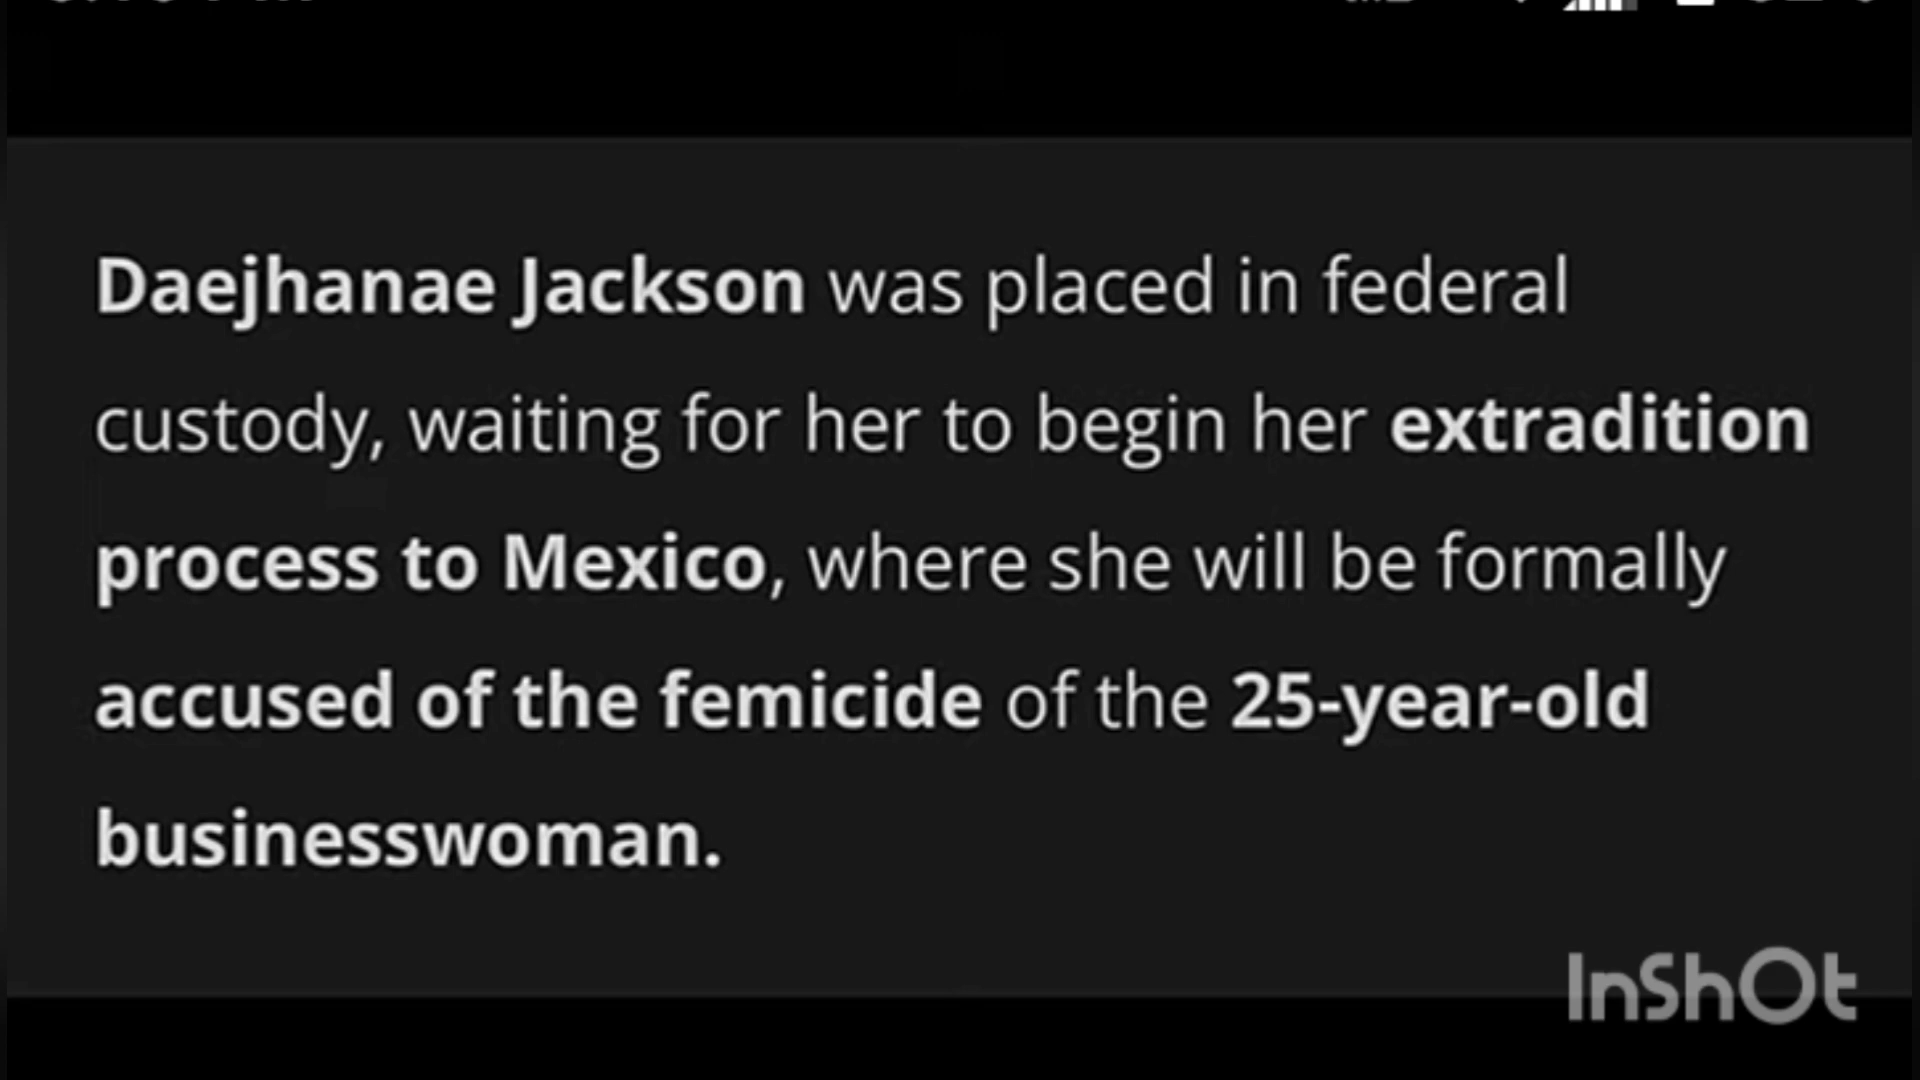 Daejhanae Jackson was placed in federal
custody, waiting for her to begin her extradition
process to Mexico, where she will be formally
accused of the femicide of the 25-year-old
businesswoman.
InShOt